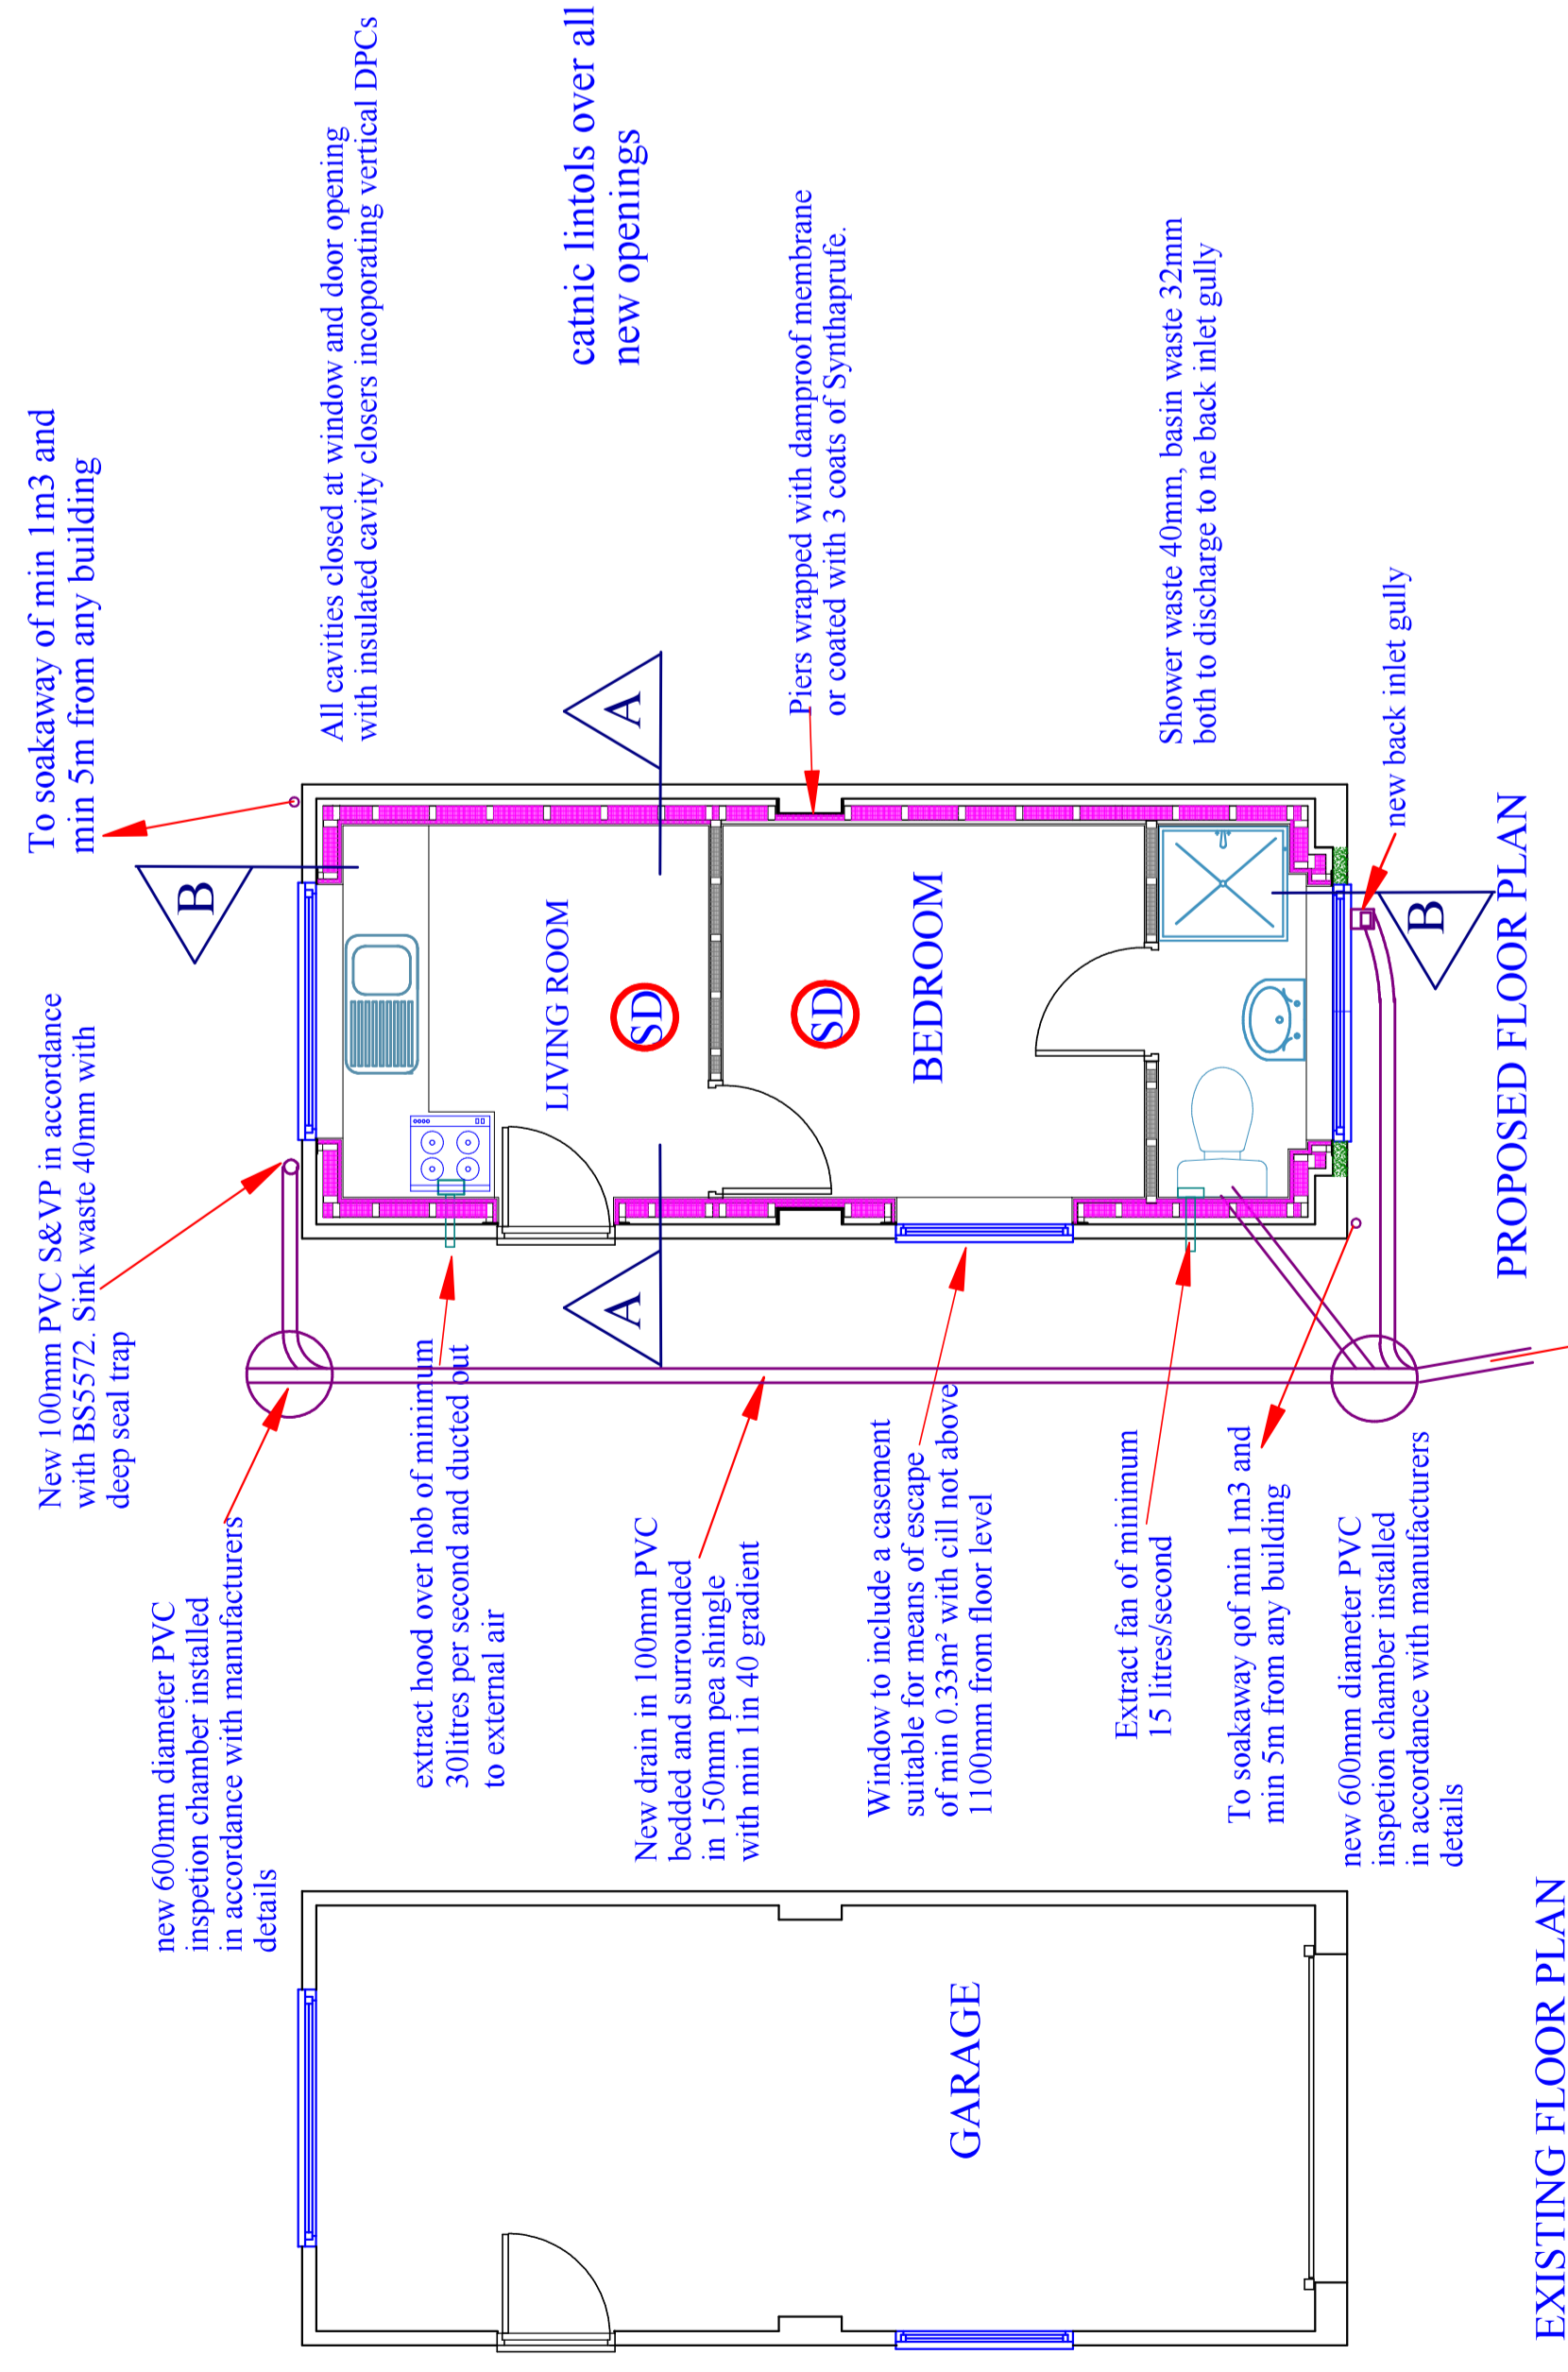 To soakaway of min 1m3 and
min 5m from any building
All cavities closed at window and door opening
with insulated cavity closers incoporating vertical DPCs
catnic lintols over all
new openings
Piers wrapped with damproof membrane
or coated with 3 coats of Synthaprufe.
Shower waste 40mm, basin waste 32mm
both to discharge to ne back inlet gully
new back inlet gully
New 100mm PVC S&VP in accordance
with BS5572. Sink waste 40mm with
deep seal trap
B
A
LIVING ROOM
SD
SD
BEDROOM
A
B
PROPOSED FLOOR PLAN
new 600mm diameter PVC
inspetion chamber installed
in accordance with manufacturers
details
extract hood over hob of minimum
30litres per second and ducted out
to external air
New drain in 100mm PVC
bedded and surrounded
in 150mm pea shingle
with min 1in 40 gradient
Window to include a casement
suitable for means of escape
of min 0.33m² with cill not above
1100mm from floor level
Extract fan of minimum
15 litres/second
To soakaway qof min 1m3 and
min 5m from any building
new 600mm diameter PVC
inspetion chamber installed
in accordance with manufacturers
details
GARAGE
EXISTING FLOOR PLAN